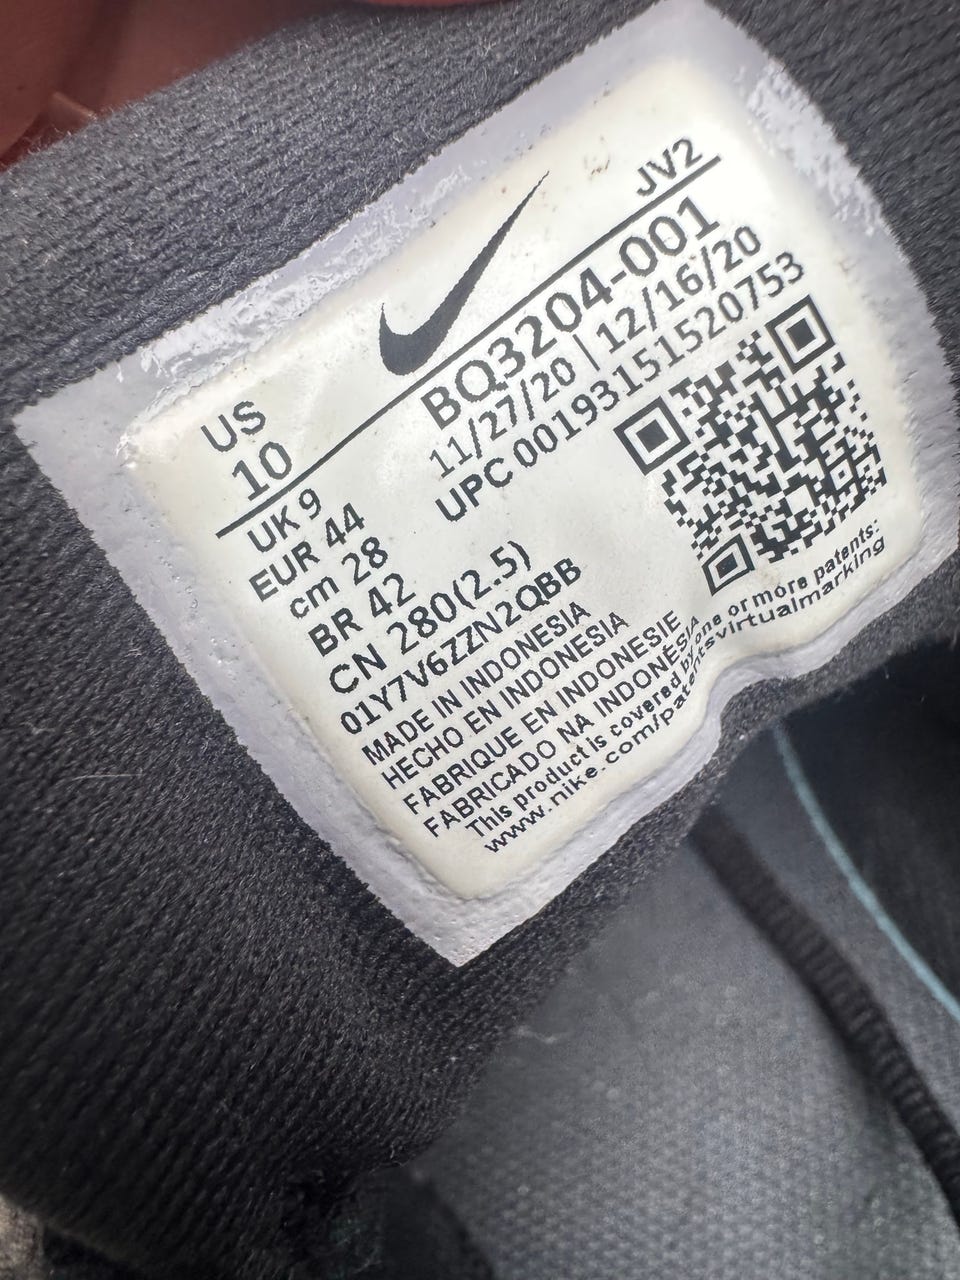 JV2
US
10
BQ3204-001
11/27/20 | 12/16/20
UPC 00193151520753
UK 9
EUR 44
cm 28
BR 42
CN 280(2.5)
01Y7V6ZZN2QBB
MADE IN INDONESIA
HECHO EN INDONESIA
FABRIQUE EN INDONESIE
FABRICADO NA INDONÉSIA
This product is covered by one or more patents:
www.nike.com/patentsvirtualmarking